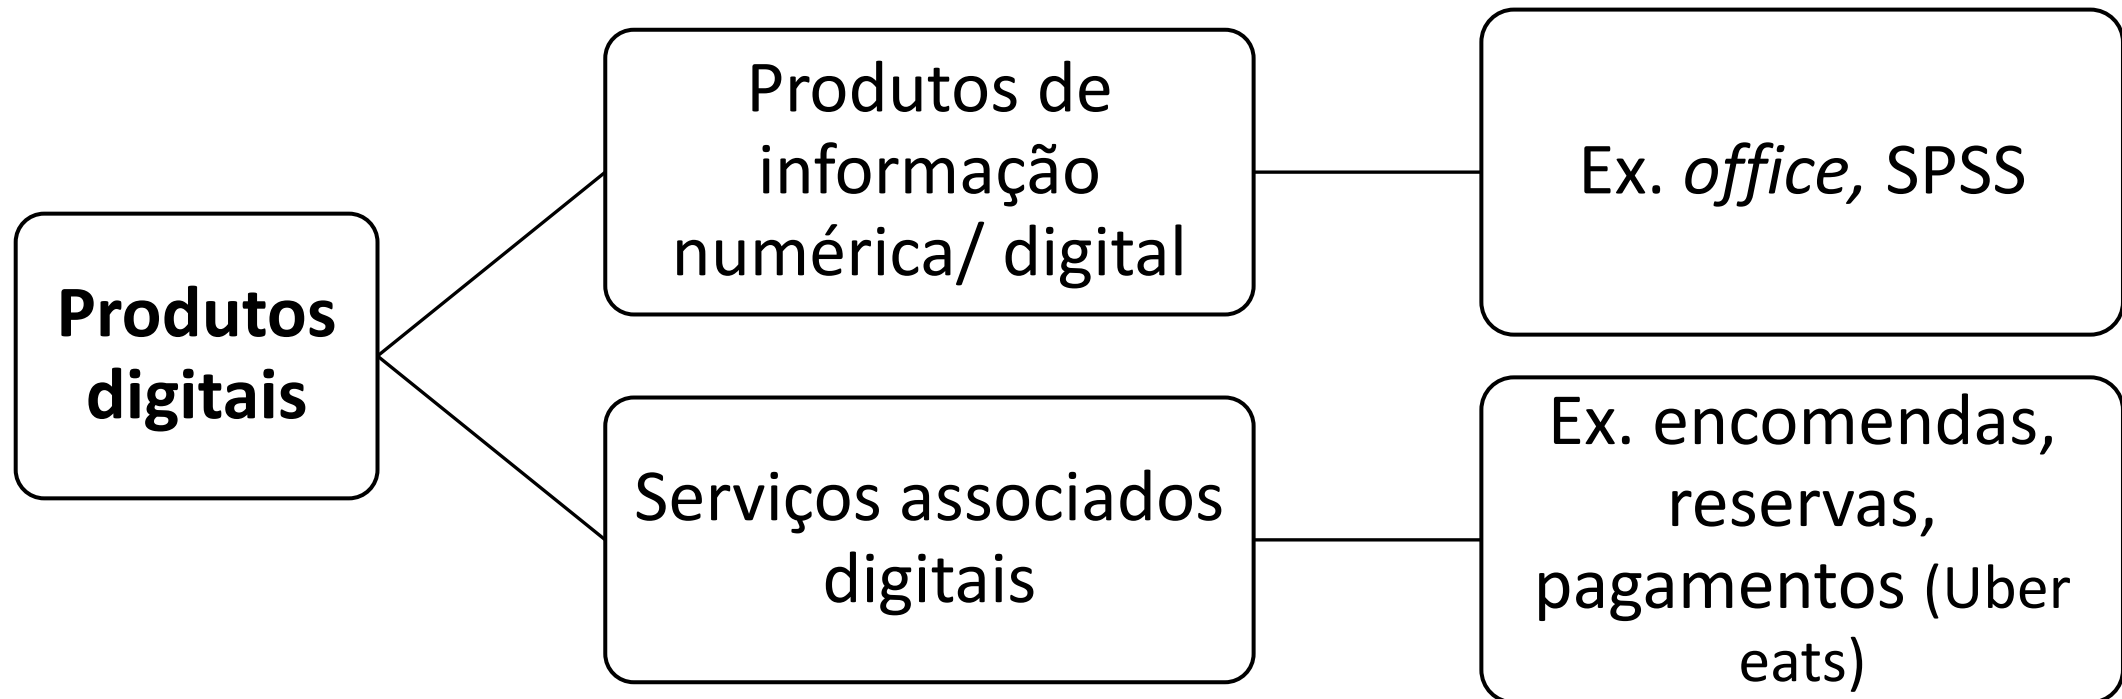 Produtos
digitais
Produtos de
informação
numérica/ digital
Ex. office, SPSS
Serviços associados
digitais
Ex. encomendas,
reservas,
pagamentos (Uber
eats)